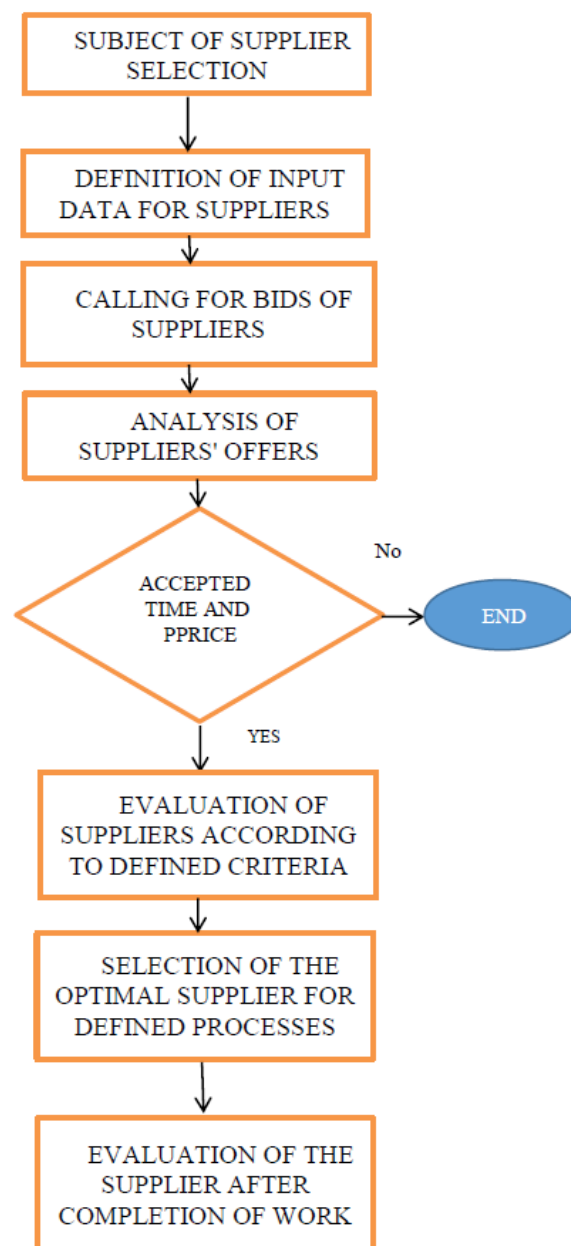 SUBJECT OF SUPPLIER
SELECTION
DEFINITION OF INPUT
DATA FOR SUPPLIERS
CALLING FOR BIDS OF
SUPPLIERS
ANALYSIS OF
SUPPLIERS' OFFERS
No
ACCEPTED
TIME AND
PPRICE
END
YES
EVALUATION OF
SUPPLIERS ACCORDING
TO DEFINED CRITERIA
SELECTION OF THE
OPTIMAL SUPPLIER FOR
DEFINED PROCESSES
EVALUATION OF THE
SUPPLIER AFTER
COMPLETION OF WORK